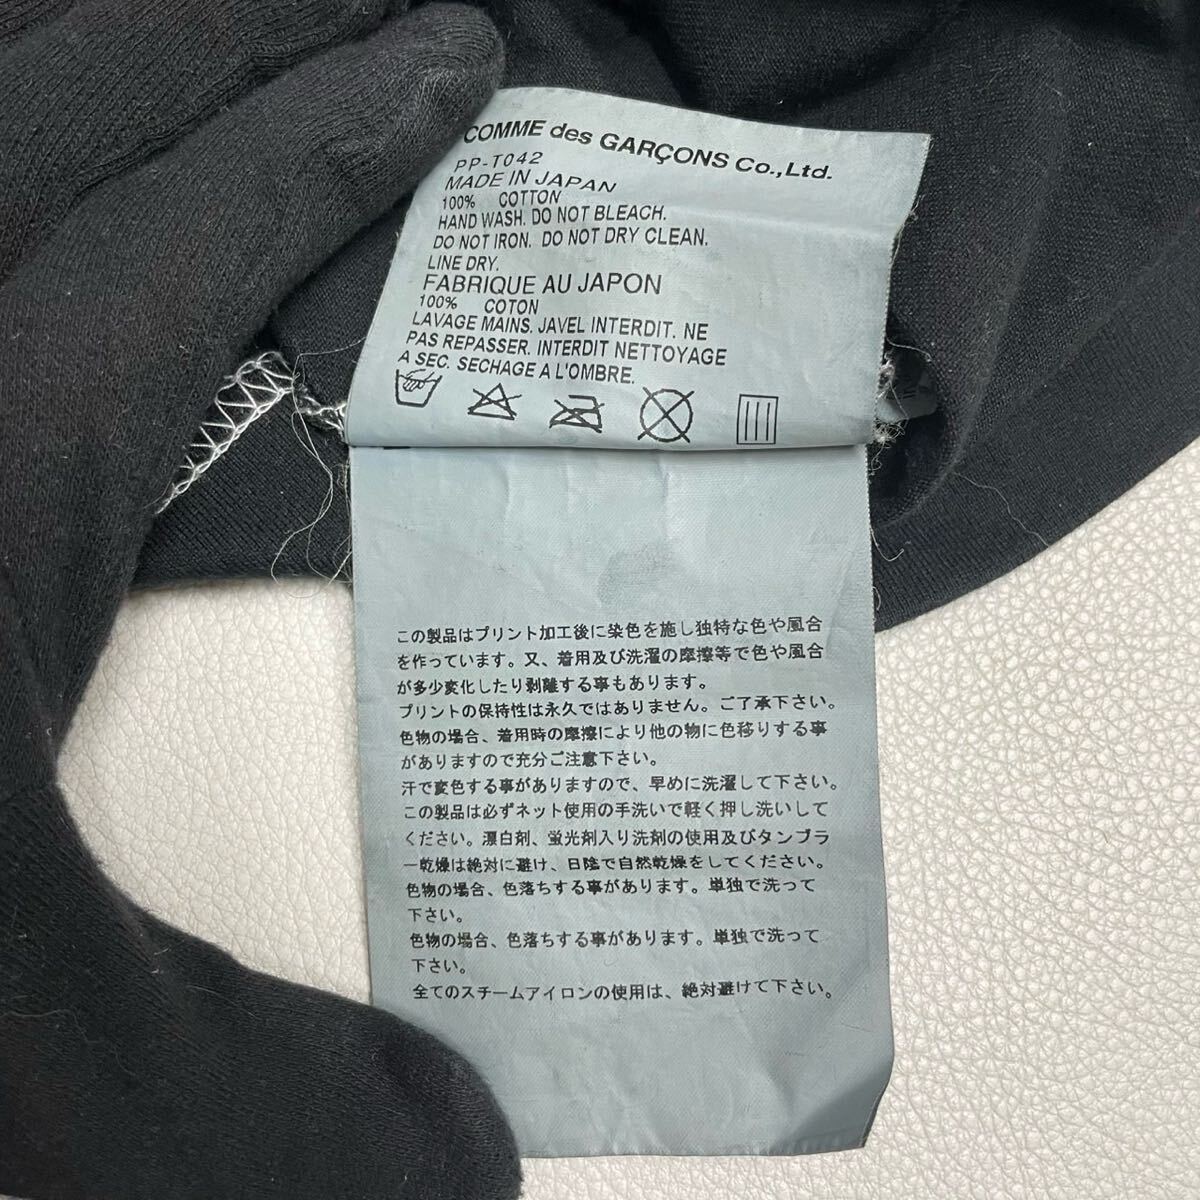 COMME des GARÇONS Co.,Ltd.
PP-T042
MADE IN JAPAN
100% COTTON
HAND WASH. DO NOT BLEACH.
DO NOT IRON. DO NOT DRY CLEAN.
LINE DRY.
FABRIQUE AU JAPON
100% COTON
LAVAGE MAINS. JAVEL INTERDIT. NE
PAS REPASSER. INTERDIT NETTOYAGE
A SEC. SECHAGE A L'OMBRE.
この製品はプリント加工後に染色を施し独特な色や風合
を作っています。又、着用及び洗濯の摩擦等で色や風合
が多少変化したり剥離する事もあります。
プリントの保持性は永久ではありません。ご了承下さい。
色物の場合、着用時の摩擦により他の物に色移りする事
がありますので充分ご注意下さい。
汗で変色する事がありますので、早めに洗濯して下さい。
この製品は必ずネット使用の手洗いで軽く押し洗いして
ください。漂白剤、蛍光剤入り洗剤の使用及びタンブラ
ー乾燥は絶対に避け、日陰で自然乾燥をしてください。
色物の場合、色落ちする事があります。単独で洗って
下さい。
色物の場合、色落ちする事があります。単独で洗って
下さい。
全てのスチームアイロンの使用は、絶対避けて下さい。